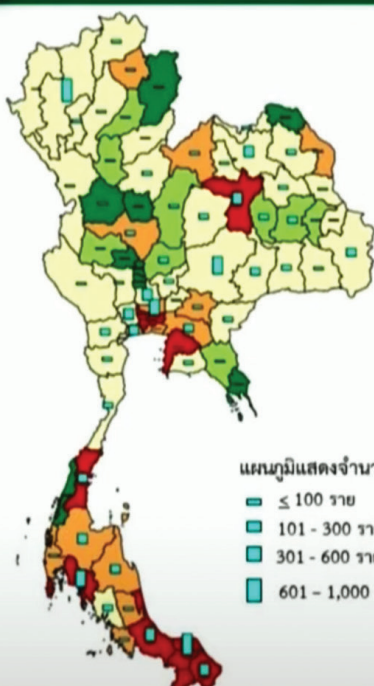 แผนภูมิแสดงจำนา
≤ 100 ราย
101 - 300 รา
301 - 600 ราย
601 – 1,000